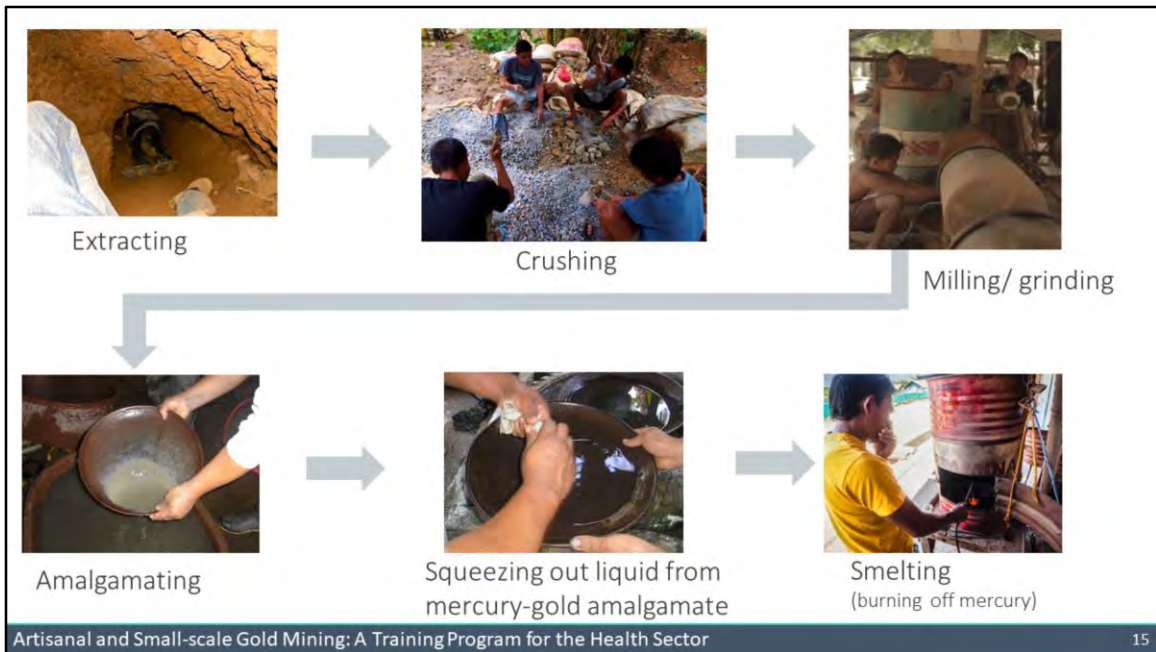 Extracting
Crushing
Milling/ grinding
Amalgamating
Squeezing out liquid from
mercury-gold amalgamate
Smelting
(burning off mercury)
Artisanal and Small-scale Gold Mining: A Training Program for the Health Sector
15